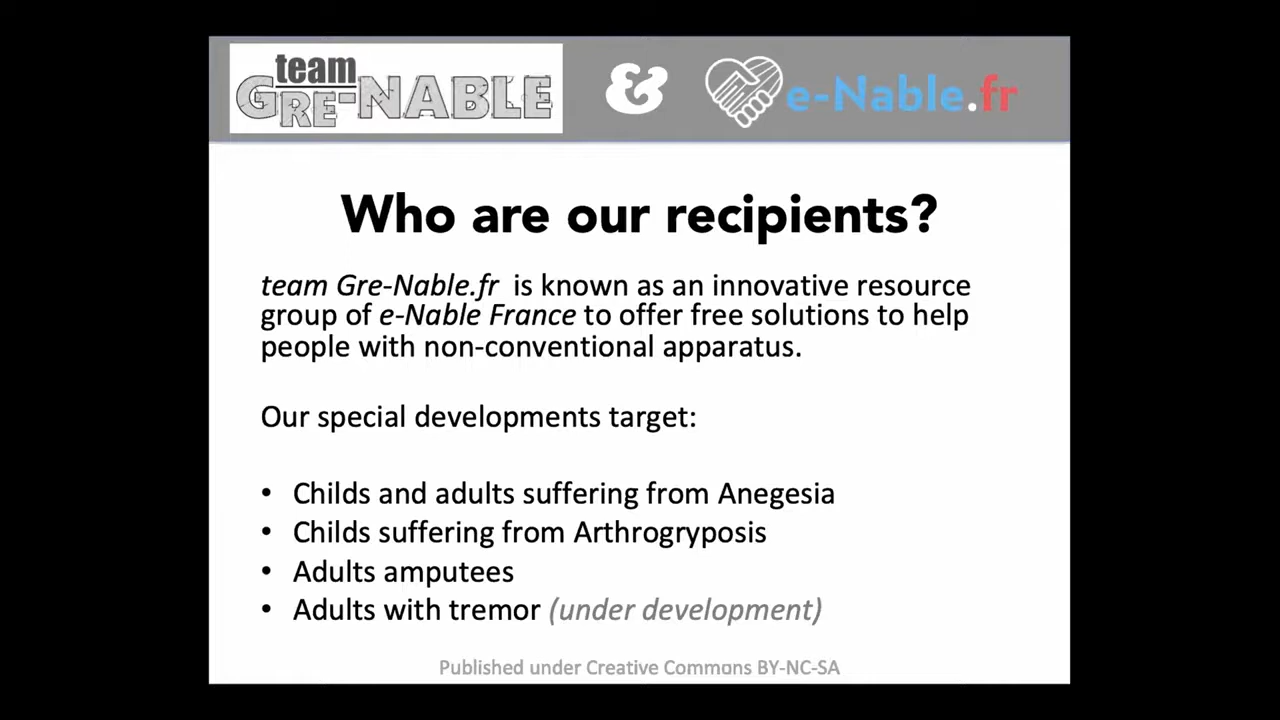 team
GRE-NABLE
&
e-Nable.fr
Who are our recipients?
team Gre-Nable.fr is known as an innovative resource
group of e-Nable France to offer free solutions to help
people with non-conventional apparatus.
Our special developments target:
• Childs and adults suffering from Anegesia
• Childs suffering from Arthrogryposis
• Adults amputees
• Adults with tremor (under development)
Published under Creative Commons BY-NC-SA